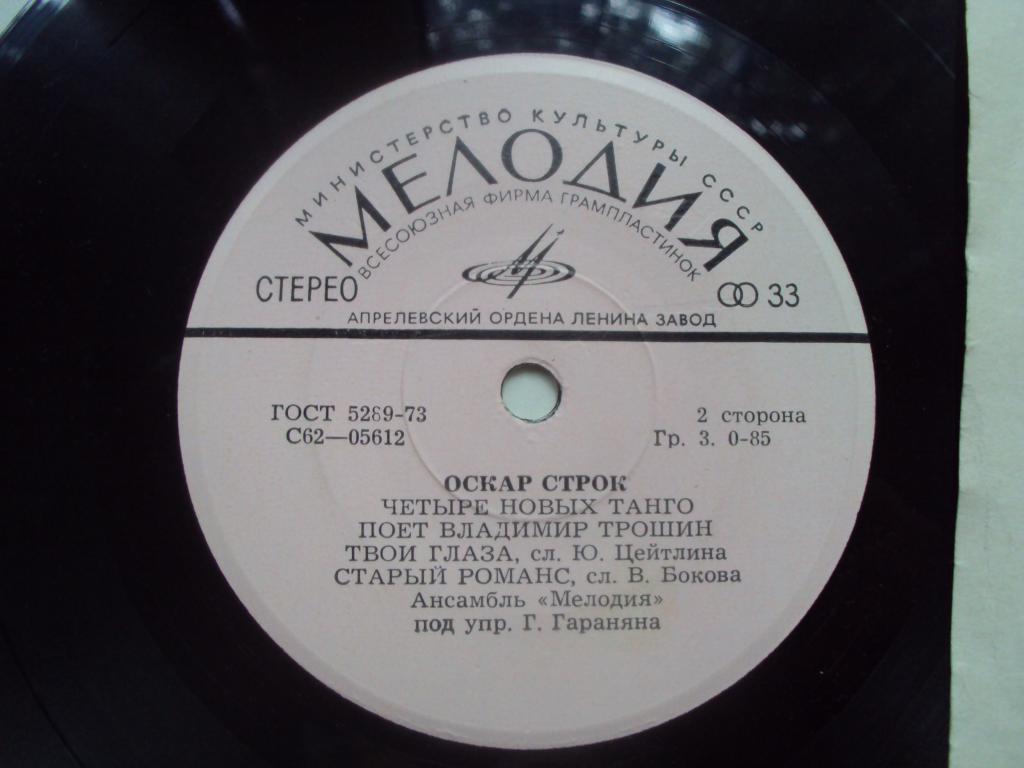 МИНИСТЕРСТВО КУЛЬТУРЫ СССР
МЕЛОДИЯ
ВСЕСОЮЗНАЯ ФИРМА ГРАМПЛАСТИНОК
СТЕРЕО 33
АПРЕЛЕВСКИЙ ОРДЕНА ЛЕНИНА ЗАВОД
ГОСТ 5289-73 2 сторона
С62—05612 Гр. 3. 0-85
ОСКАР СТРОК
ЧЕТЫРЕ НОВЫХ ТАНГО
ПОЕТ ВЛАДИМИР ТРОШИН
ТВОИ ГЛАЗА, сл. Ю. Цейтлина
СТАРЫЙ РОМАНС, сл. В. Бокова
Ансамбль «Мелодия»
под упр. Г. Гараняна